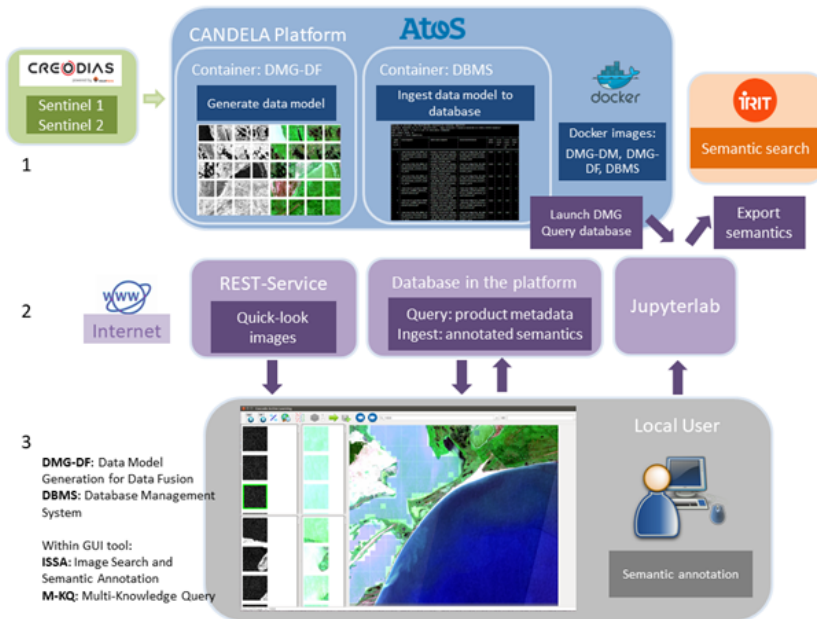 CANDELA Platform
Atos
CREODIAS
powered by
Sentinel 1
Sentinel 2
Container: DMG-DF
Generate data model
Container: DBMS
Ingest data model to
database
docker
Docker images:
DMG-DM, DMG-
DF, DBMS
IRIT
Semantic search
1
Launch DMG
Query database
Export
semantics
2
WWW
Internet
REST-Service
Quick-look
images
Database in the platform
Query: product metadata
Ingest: annotated semantics
Jupyterlab
3
DMG-DF: Data Model
Generation for Data Fusion
DBMS: Database Management
System
Within GUI tool:
ISSA: Image Search and
Semantic Annotation
M-KQ: Multi-Knowledge Query
Local User
Semantic annotation